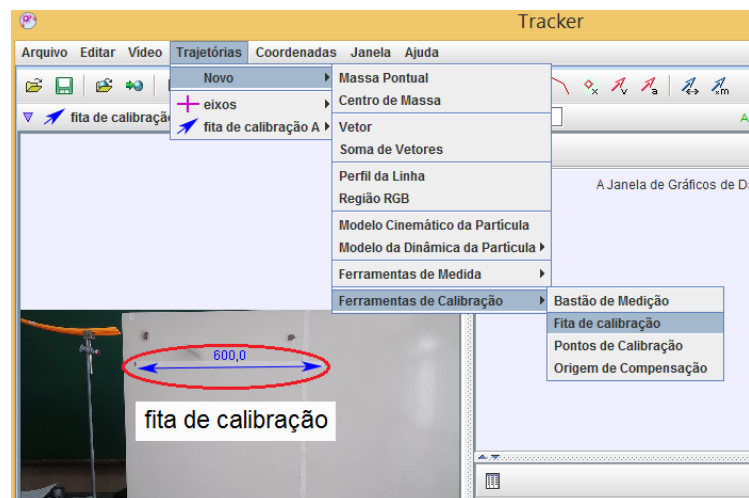 Tracker
Arquivo Editar Vídeo Trajetórias Coordenadas Janela Ajuda
Novo
Massa Pontual
eixos
Centro de Massa
fita de calibraçã
fita de calibração A
Vetor
Soma de Vetores
Perfil da Linha
Região RGB
A Janela de Gráficos de D
Modelo Cinemático da Partícula
Modelo da Dinâmica da Partícula
Ferramentas de Medida
Ferramentas de Calibração
Bastão de Medição
Fita de calibração
Pontos de Calibração
Origem de Compensação
600,0
fita de calibração